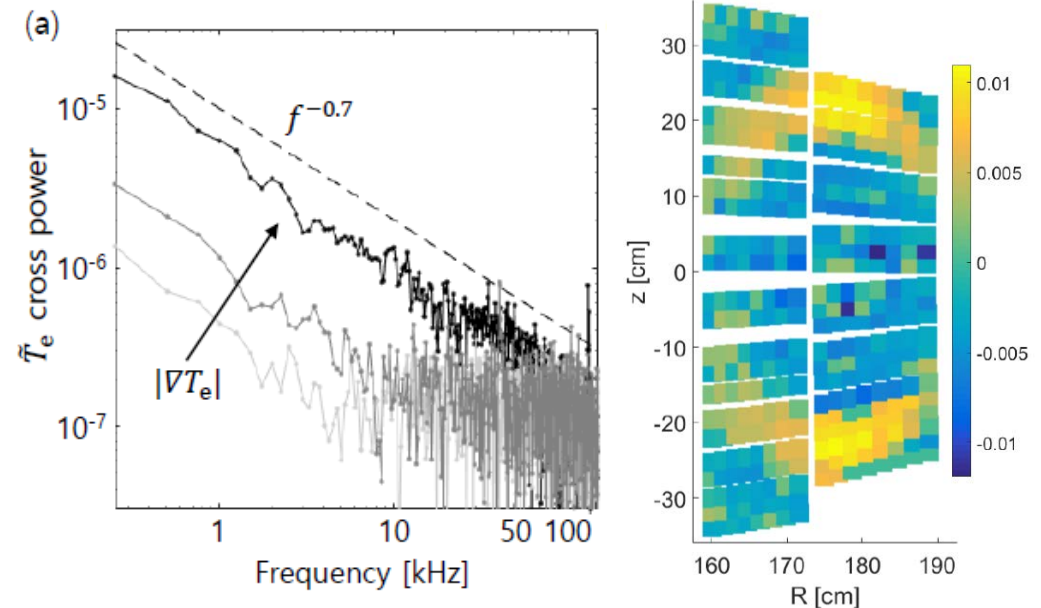 (a)
f^{-0.7}
10^{-5}
10^{-6}
10^{-7}
T̃_e cross power
|∇T_e|
1 10 50 100
Frequency [kHz]
30
20
10
0
-10
-20
-30
z [cm]
160 170 180 190
R [cm]
0.01
0.005
0
-0.005
-0.01